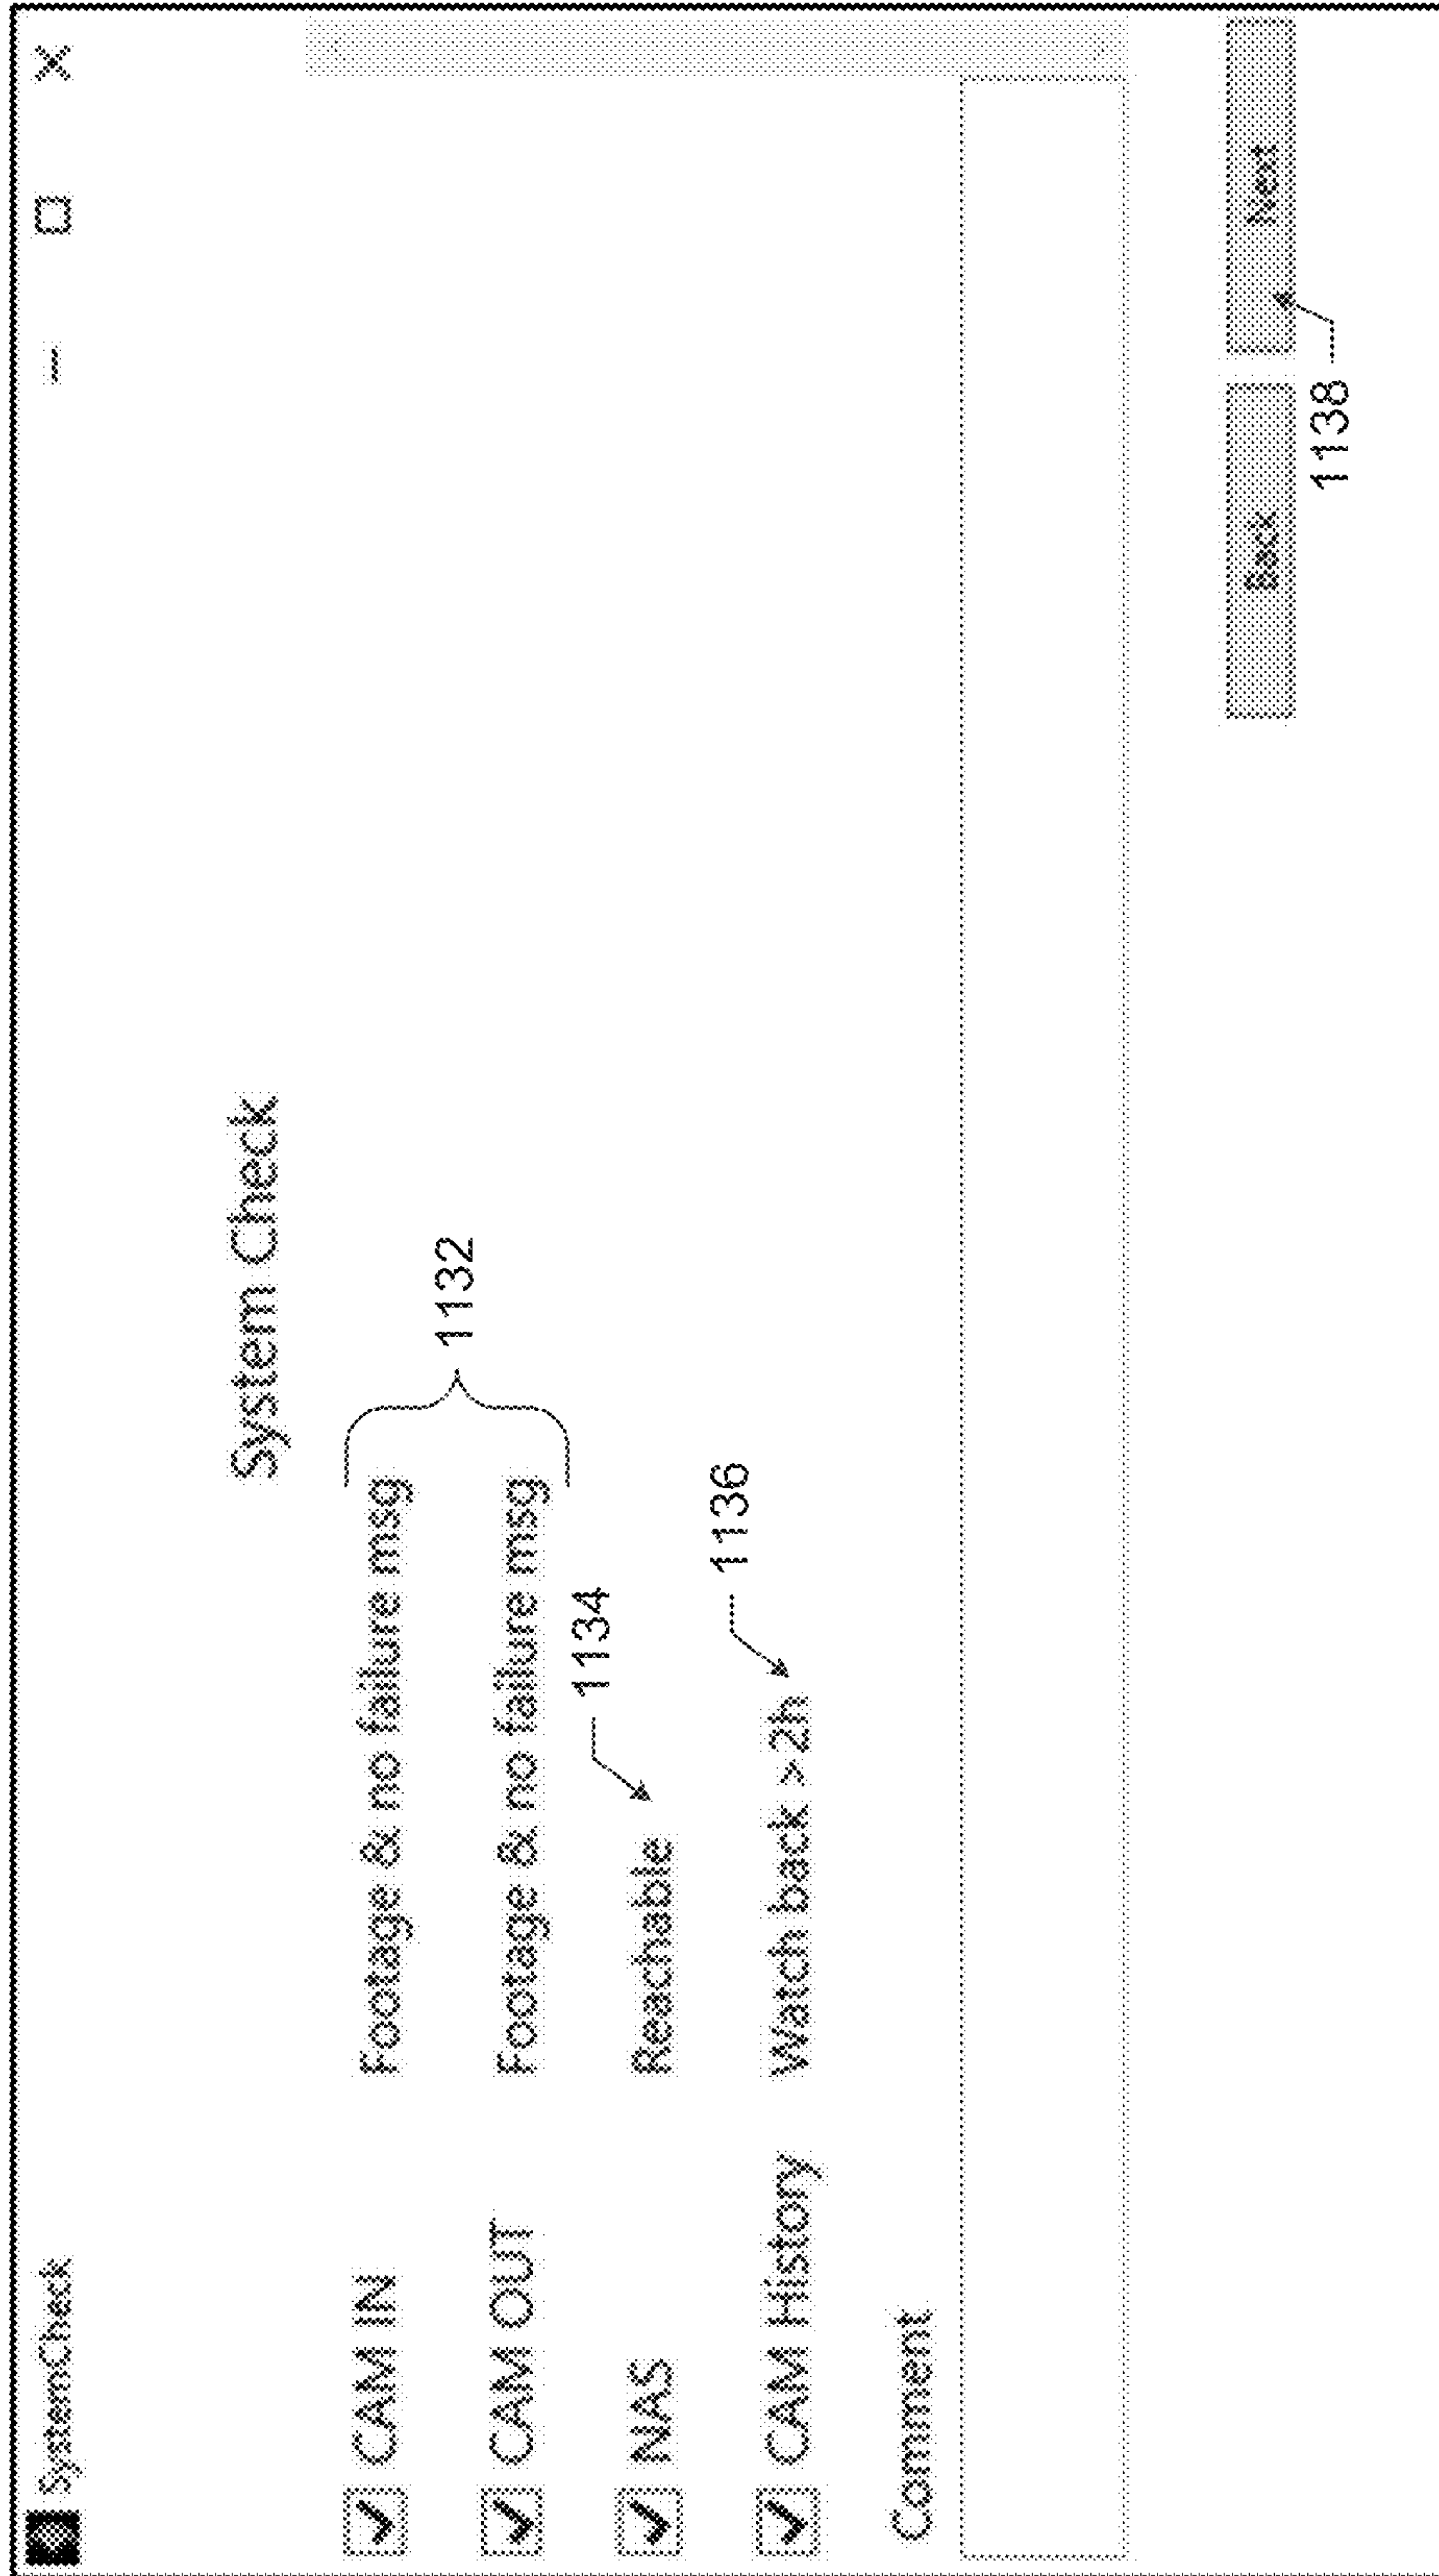 SystemCheck
System Check
CAM IN Footage & no failure msg
1132
CAM OUT Footage & no failure msg
1134
NAS Reachable
1136
CAM History Watch back > 2h
Comment
Back Next
1138